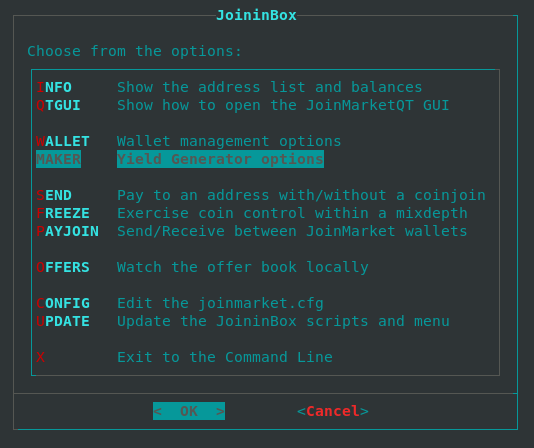 JoininBox
Choose from the options:
INFO Show the address list and balances
QTGUI Show how to open the JoinMarketQT GUI
WALLET Wallet management options
MAKER Yield Generator options
SEND Pay to an address with/without a coinjoin
FREEZE Exercise coin control within a mixdepth
PAYJOIN Send/Receive between JoinMarket wallets
OFFERS Watch the offer book locally
CONFIG Edit the joinmarket.cfg
UPDATE Update the JoininBox scripts and menu
X Exit to the Command Line
< OK > <Cancel>